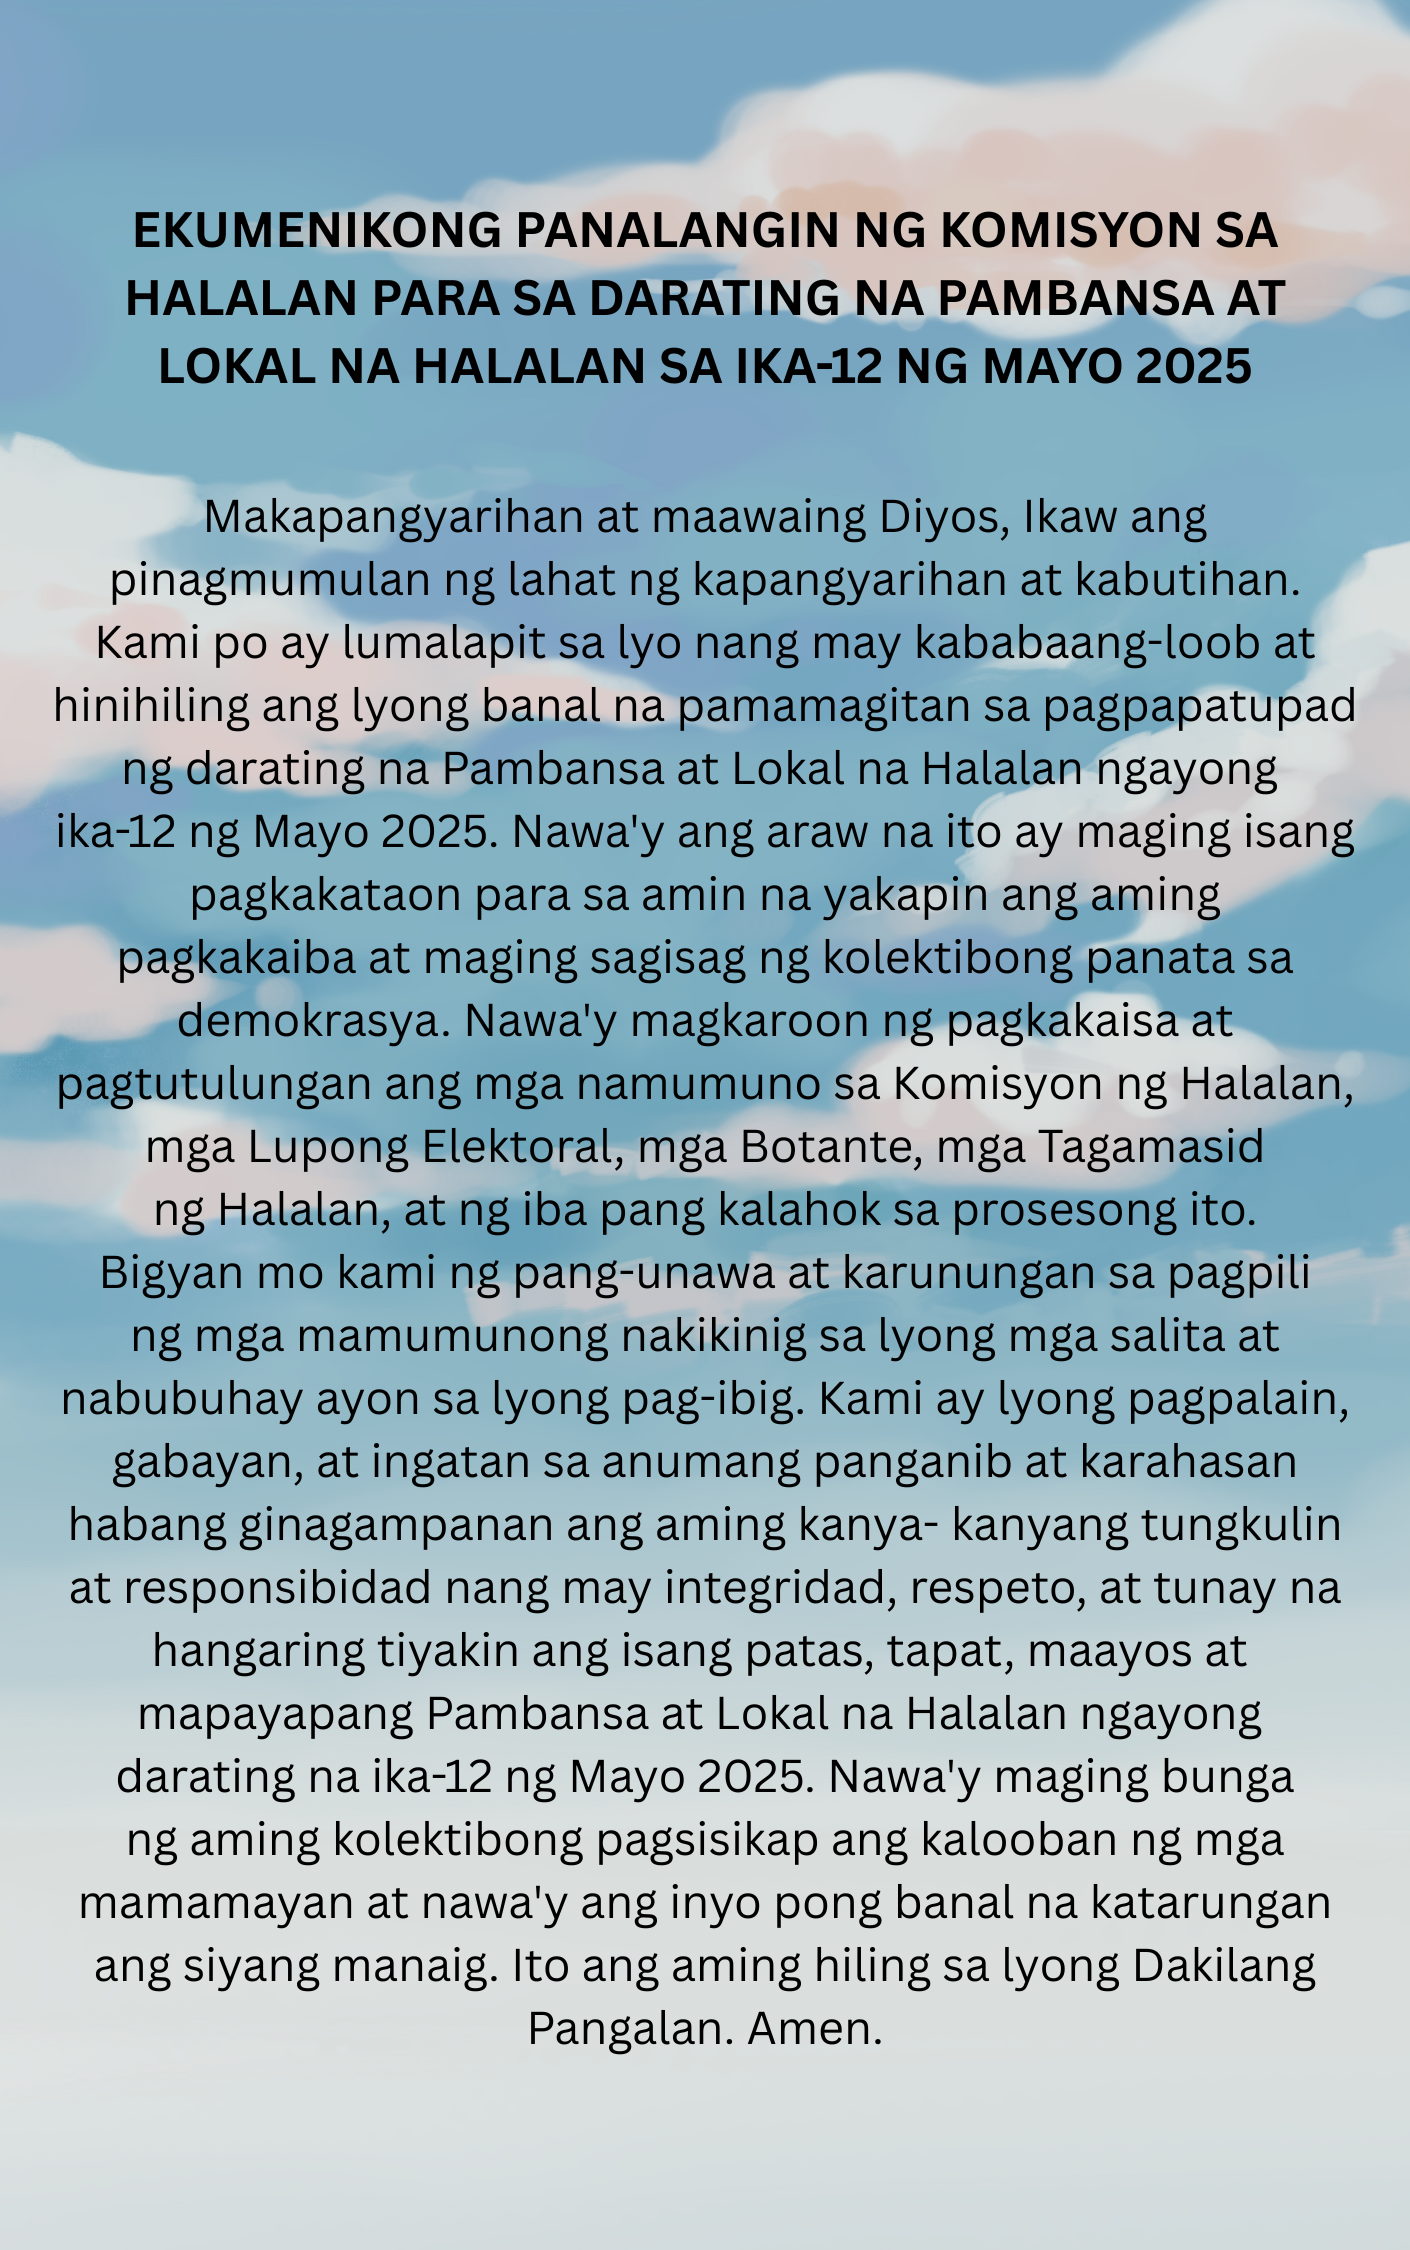 EKUMENIKONG PANALANGIN NG KOMISYON SA
HALALAN PARA SA DARATING NA PAMBANSA AT
LOKAL NA HALALAN SA IKA-12 NG MAYO 2025
Makapangyarihan at maawaing Diyos, Ikaw ang
pinagmumulan ng lahat ng kapangyarihan at kabutihan.
Kami po ay lumalapit sa lyo nang may kababaang-loob at
hinihiling ang lyong banal na pamamagitan sa pagpapatupad
ng darating na Pambansa at Lokal na Halalan ngayong
ika-12 ng Mayo 2025. Nawa'y ang araw na ito ay maging isang
pagkakataon para sa amin na yakapin ang aming
pagkakaiba at maging sagisag ng kolektibong panata sa
demokrasya. Nawa'y magkaroon ng pagkakaisa at
pagtutulungan ang mga namumuno sa Komisyon ng Halalan,
mga Lupong Elektoral, mga Botante, mga Tagamasid
ng Halalan, at ng iba pang kalahok sa prosesong ito.
Bigyan mo kami ng pang-unawa at karunungan sa pagpili
ng mga mamumunong nakikinig sa lyong mga salita at
nabubuhay ayon sa lyong pag-ibig. Kami ay lyong pagpalain,
gabayan, at ingatan sa anumang panganib at karahasan
habang ginagampanan ang aming kanya- kanyang tungkulin
at responsibidad nang may integridad, respeto, at tunay na
hangaring tiyakin ang isang patas, tapat, maayos at
mapayapang Pambansa at Lokal na Halalan ngayong
darating na ika-12 ng Mayo 2025. Nawa'y maging bunga
ng aming kolektibong pagsisikap ang kalooban ng mga
mamamayan at nawa'y ang inyo pong banal na katarungan
ang siyang manaig. Ito ang aming hiling sa lyong Dakilang
Pangalan. Amen.